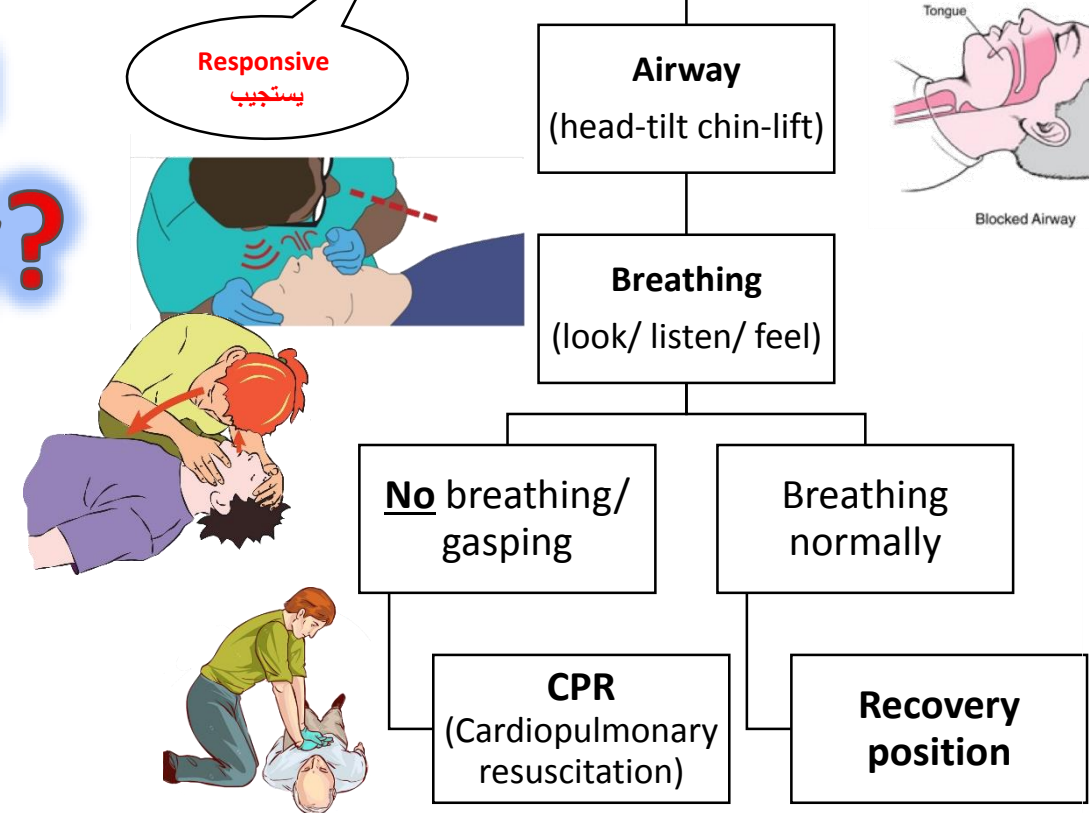 Tongue
Responsive
يستجيب
Airway
(head-tilt chin-lift)
Blocked Airway
?
Breathing
(look/ listen/ feel)
No breathing/
gasping
Breathing
normally
CPR
(Cardiopulmonary
resuscitation)
Recovery
position